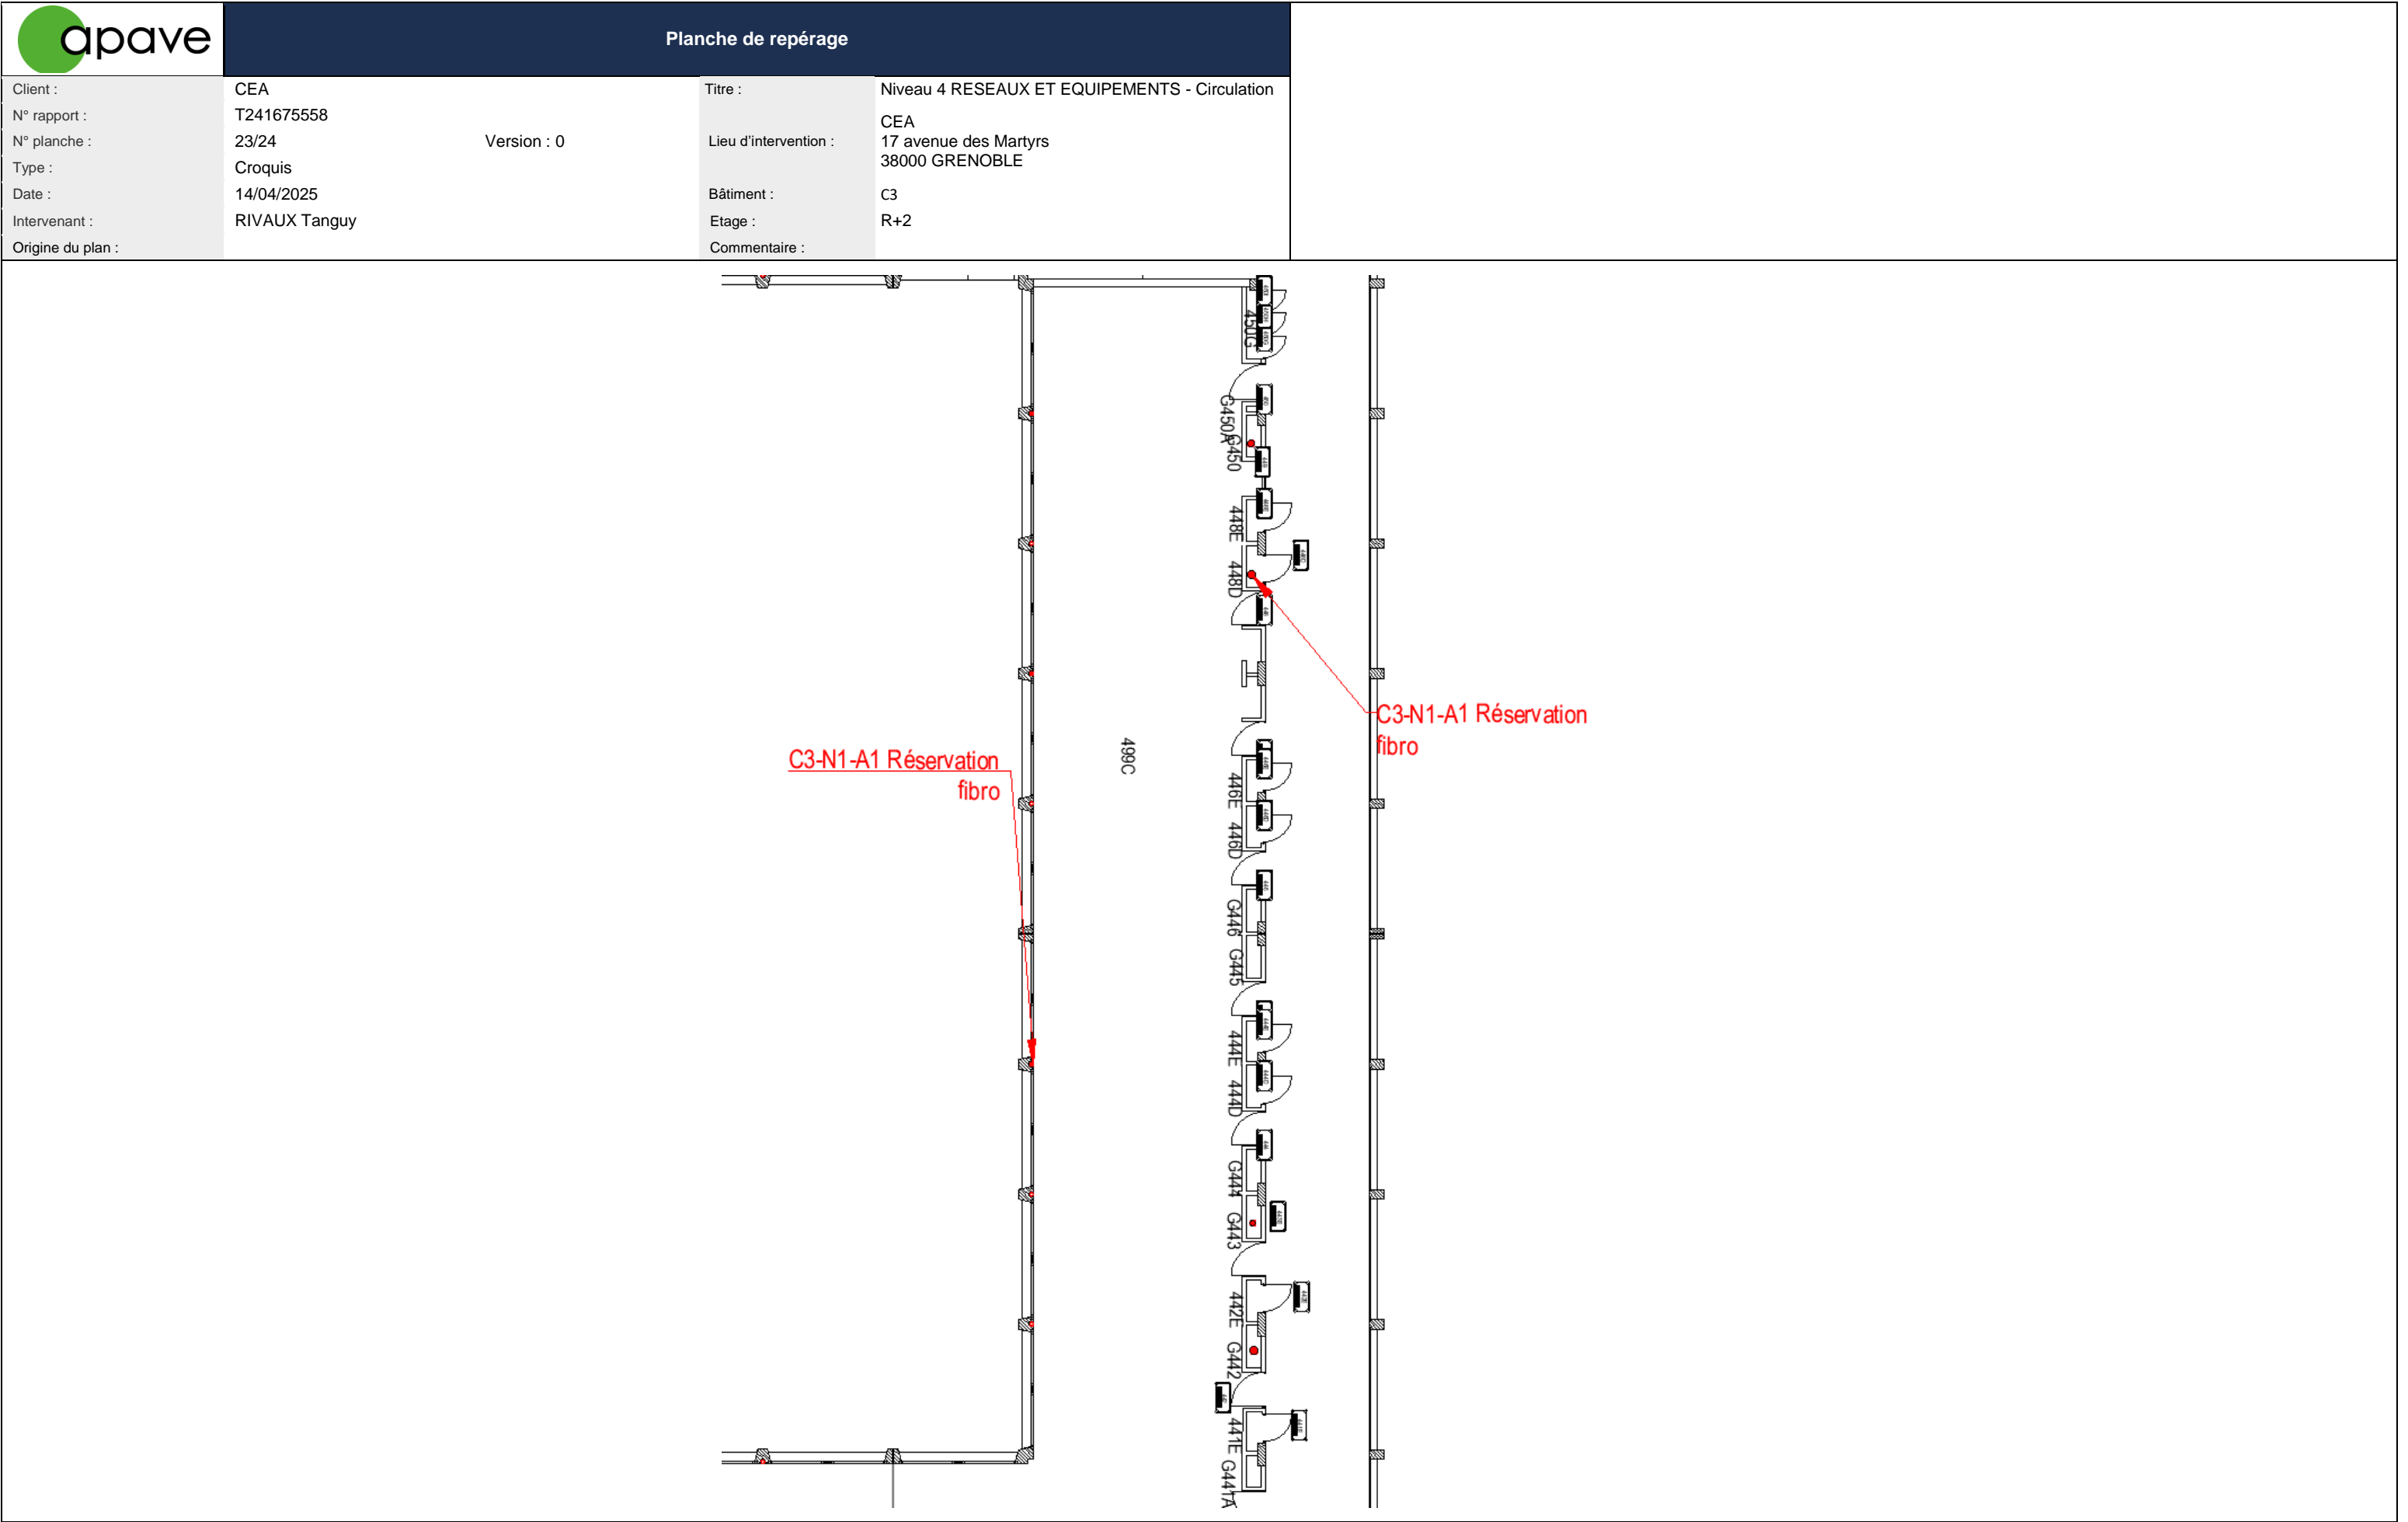 apave
Planche de repérage
Client :
CEA
Titre :
Niveau 4 RESEAUX ET EQUIPEMENTS - Circulation
N° rapport :
T241675558
N° planche :
23/24
Version : 0
Lieu d'intervention :
CEA
17 avenue des Martyrs
38000 GRENOBLE
Type :
Croquis
Date :
14/04/2025
Bâtiment :
C3
Intervenant :
RIVAUX Tanguy
Etage :
R+2
Origine du plan :
Commentaire :
450G
G450A
G450
448E
448D
C3-N1-A1 Réservation
fibro
C3-N1-A1 Réservation
fibro
499C
446E
446D
G446
G445
444E
444D
G444
G443
442E
G442
441E
G441A